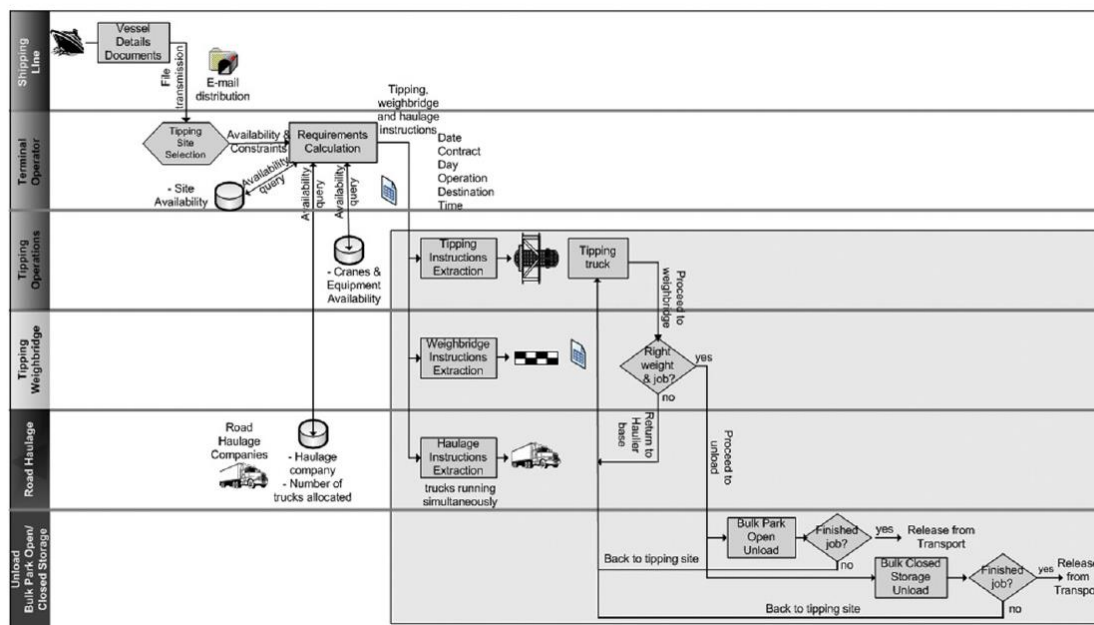 Shipping
Line
Vessel
Details
Documents
File
transmission
E-mail
distribution
Terminal
Operator
Tipping
Site
Selection
Availability &
Constraints
Requirements
Calculation
Tipping,
weighbridge
and haulage
instructions
Date
Contract
Day
Operation
Destination
Time
- Site
Availability
Availability
query
Availability
query
Availability
query
Tipping
Operations
- Cranes &
Equipment
Availability
Tipping
Instructions
Extraction
Tipping
truck
Proceed to
weighbridge
Tipping
Weighbridge
Weighbridge
Instructions
Extraction
Right
weight
& job?
yes
no
Return to
Haulier
base
Proceed to
unload
Road Haulage
Road
Haulage
Companies
- Haulage
company
- Number of
trucks allocated
Haulage
Instructions
Extraction
trucks running
simultaneously
Unload
Bulk Park Open/
Closed Storage
Bulk Park
Open
Unload
Finished
job?
yes
Release from
Transport
no
Back to tipping site
Bulk Closed
Storage
Unload
Finished
job?
yes
Release
from
Transport
no
Back to tipping site